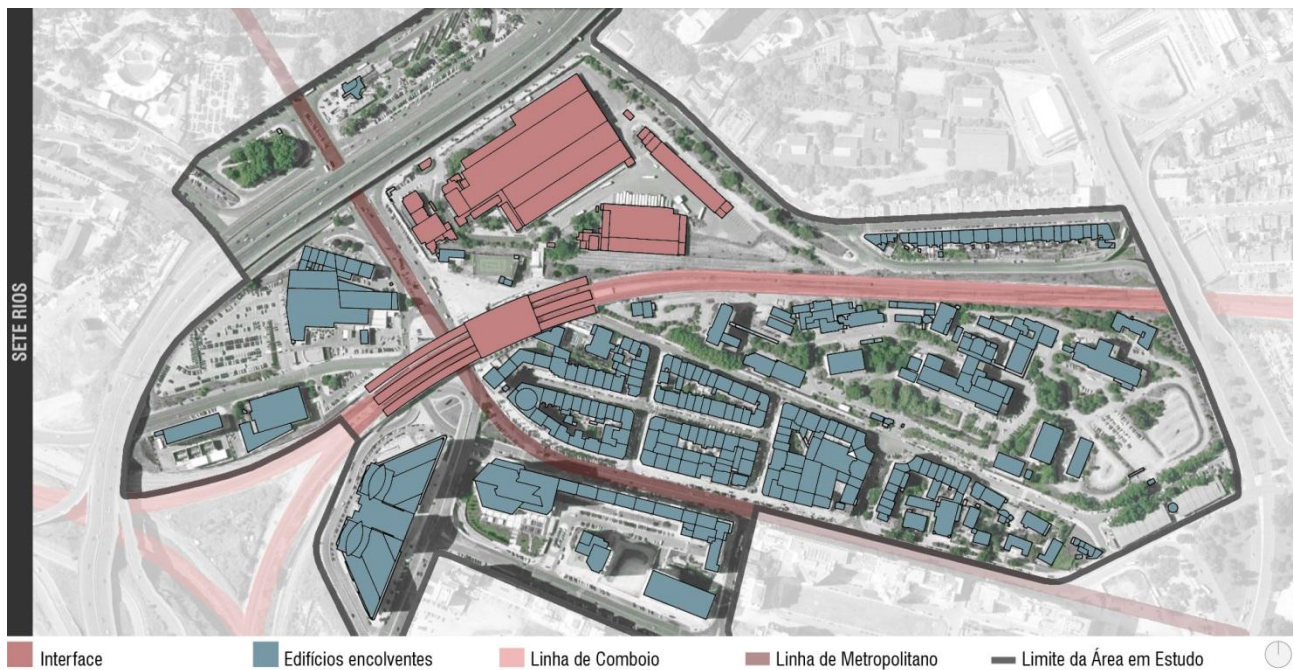 SETE RIOS
Interface
Edifícios encolventes
Linha de Comboio
Linha de Metropolitano
Limite da Área em Estudo